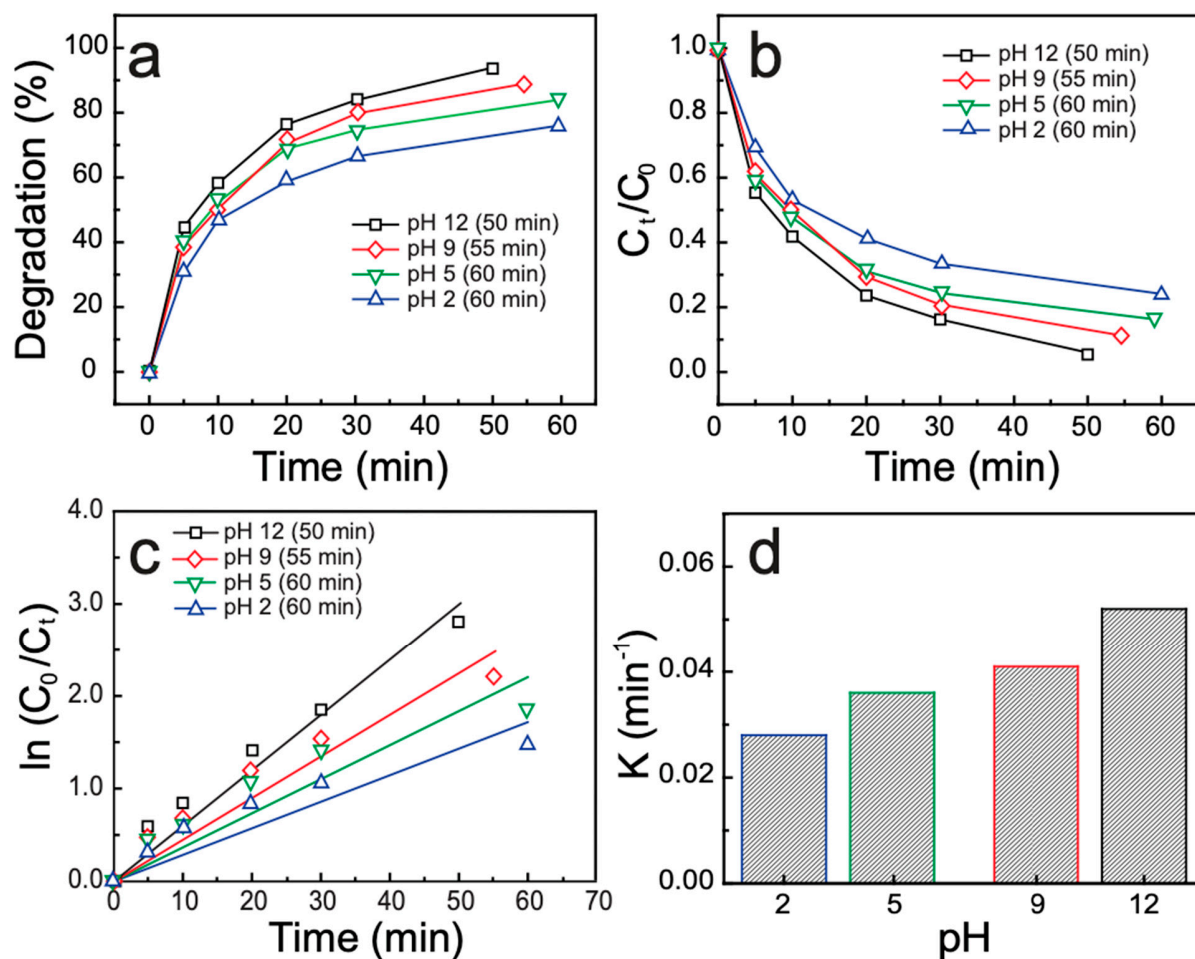 a
100
80
60
40
20
0
Degradation (%)
pH 12 (50 min)
pH 9 (55 min)
pH 5 (60 min)
pH 2 (60 min)
0 10 20 30 40 50 60
Time (min)
b
1.0
0.8
0.6
0.4
0.2
0.0
Ct/C0
pH 12 (50 min)
pH 9 (55 min)
pH 5 (60 min)
pH 2 (60 min)
0 10 20 30 40 50 60
Time (min)
c
4.0
3.0
2.0
1.0
0.0
ln (C0/Ct)
pH 12 (50 min)
pH 9 (55 min)
pH 5 (60 min)
pH 2 (60 min)
0 10 20 30 40 50 60 70
Time (min)
d
0.06
0.04
0.02
0.00
K (min-1)
2 5 9 12
pH